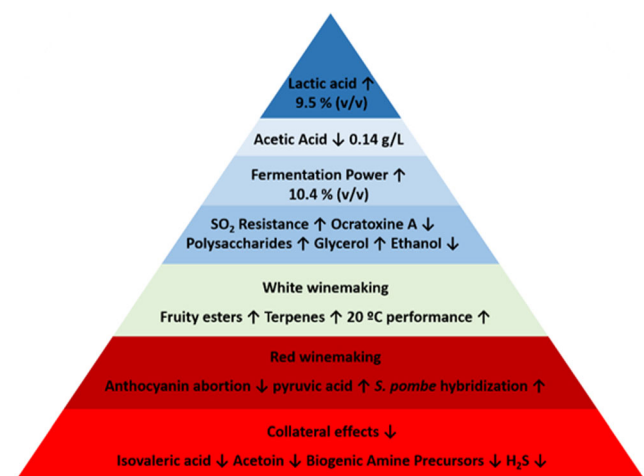 Lactic acid ↑
9.5 % (v/v)
Acetic Acid ↓ 0.14 g/L
Fermentation Power ↑
10.4 % (v/v)
SO₂ Resistance ↑ Ocratoxine A ↓
Polysaccharides ↑ Glycerol ↑ Ethanol ↓
White winemaking
Fruity esters ↑ Terpenes ↑ 20 ºC performance ↑
Red winemaking
Anthocyanin abortion ↓ pyruvic acid ↑ S. pombe hybridization ↑
Collateral effects ↓
Isovaleric acid ↓ Acetoin ↓ Biogenic Amine Precursors ↓ H₂S ↓